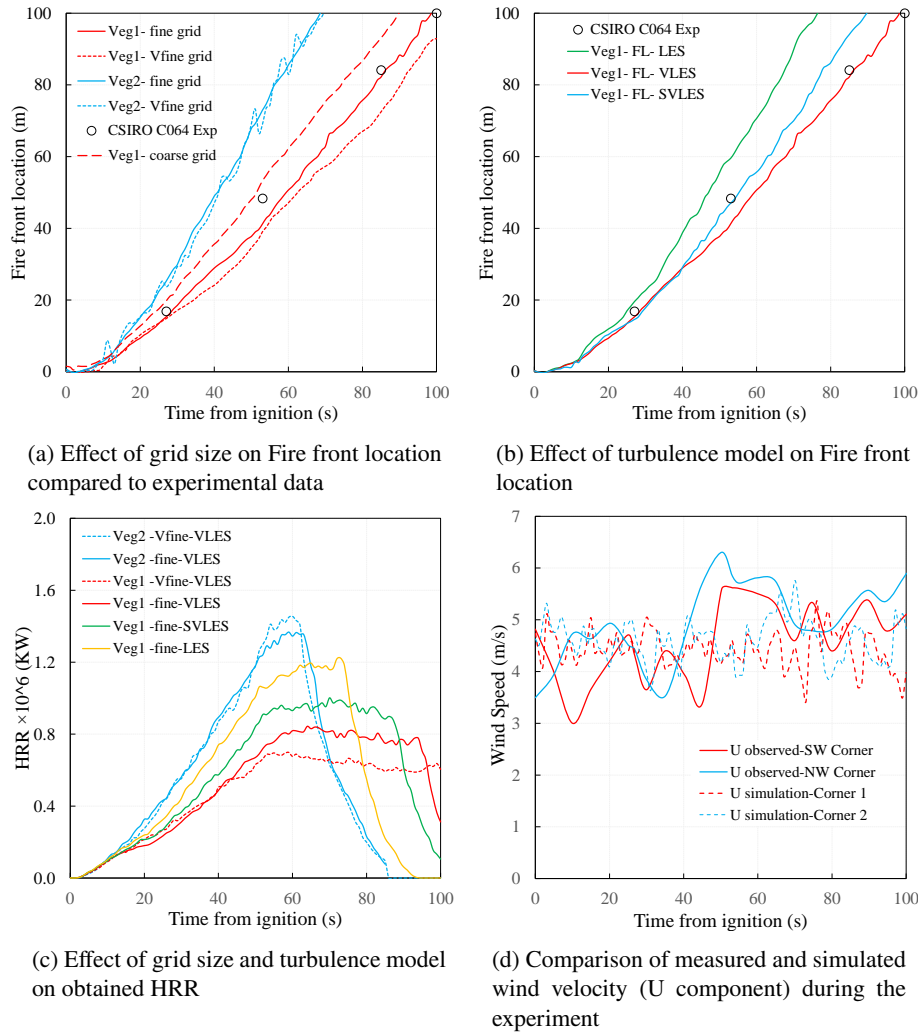 100
80
60
40
20
0
Fire front location (m)
Veg1- fine grid
Veg1- Vfine grid
Veg2- fine grid
Veg2- Vfine grid
CSIRO C064 Exp
Veg1- coarse grid
0 20 40 60 80 100
Time from ignition (s)
(a) Effect of grid size on Fire front location
compared to experimental data
100
80
60
40
20
0
Fire front location (m)
CSIRO C064 Exp
Veg1- FL- LES
Veg1- FL- VLES
Veg1- FL- SVLES
0 20 40 60 80 100
Time from ignition (s)
(b) Effect of turbulence model on Fire front
location
2.0
1.6
1.2
0.8
0.4
0.0
HRR ×10^6 (KW)
Veg2 -Vfine-VLES
Veg2 -fine-VLES
Veg1 -Vfine-VLES
Veg1 -fine-VLES
Veg1 -fine-SVLES
Veg1 -fine-LES
0 20 40 60 80 100
Time from ignition (s)
(c) Effect of grid size and turbulence model
on obtained HRR
7
6
5
4
3
2
1
0
Wind Speed (m/s)
U observed-SW Corner
U observed-NW Corner
U simulation-Corner 1
U simulation-Corner 2
0 20 40 60 80 100
Time from ignition (s)
(d) Comparison of measured and simulated
wind velocity (U component) during the
experiment